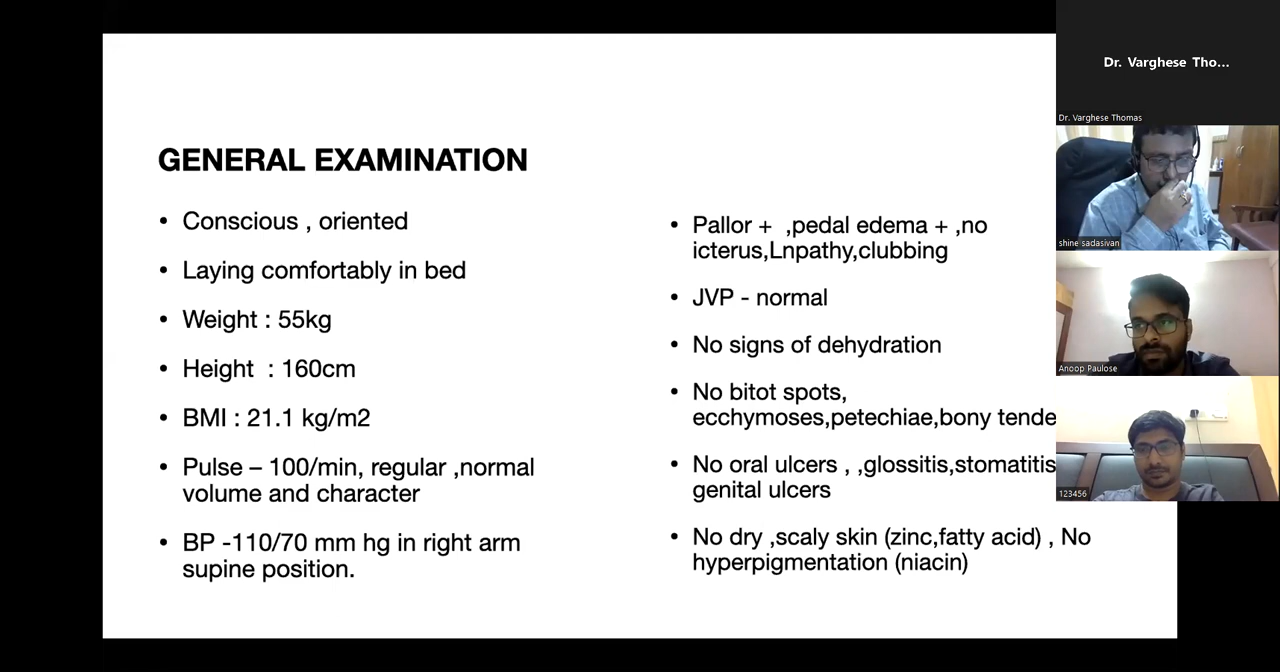 GENERAL EXAMINATION
• Conscious , oriented
• Laying comfortably in bed
• Weight : 55kg
• Height : 160cm
• BMI : 21.1 kg/m2
• Pulse – 100/min, regular ,normal
volume and character
• BP -110/70 mm hg in right arm
supine position.
• Pallor + ,pedal edema + ,no
icterus,Lnpathy,clubbing
• JVP - normal
• No signs of dehydration
• No bitot spots,
ecchymoses,petechiae,bony tende
• No oral ulcers , ,glossitis,stomatitis
genital ulcers
• No dry ,scaly skin (zinc,fatty acid) , No
hyperpigmentation (niacin)
Dr. Varghese Tho...
Dr. Varghese Thomas
shine sadasivan
Anoop Paulose
123456